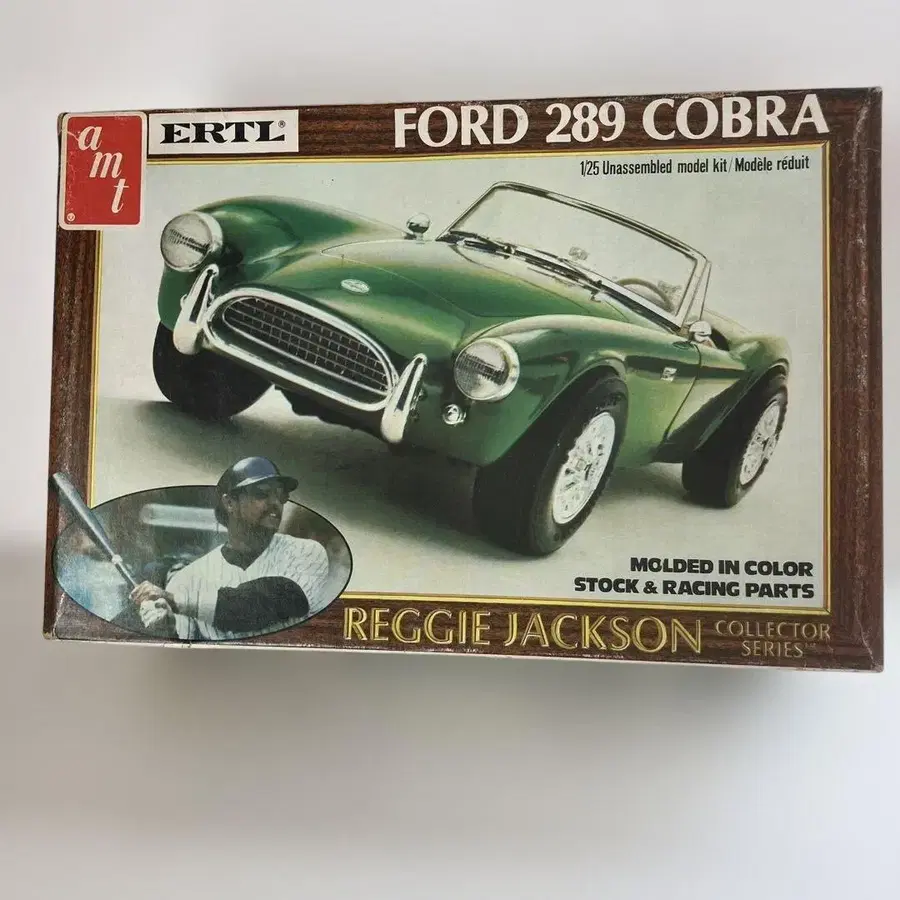 amt®
ERTL®
FORD 289 COBRA
1/25 Unassembled model kit/Modèle réduit
MOLDED IN COLOR
STOCK & RACING PARTS
REGGIE JACKSON COLLECTOR SERIES™